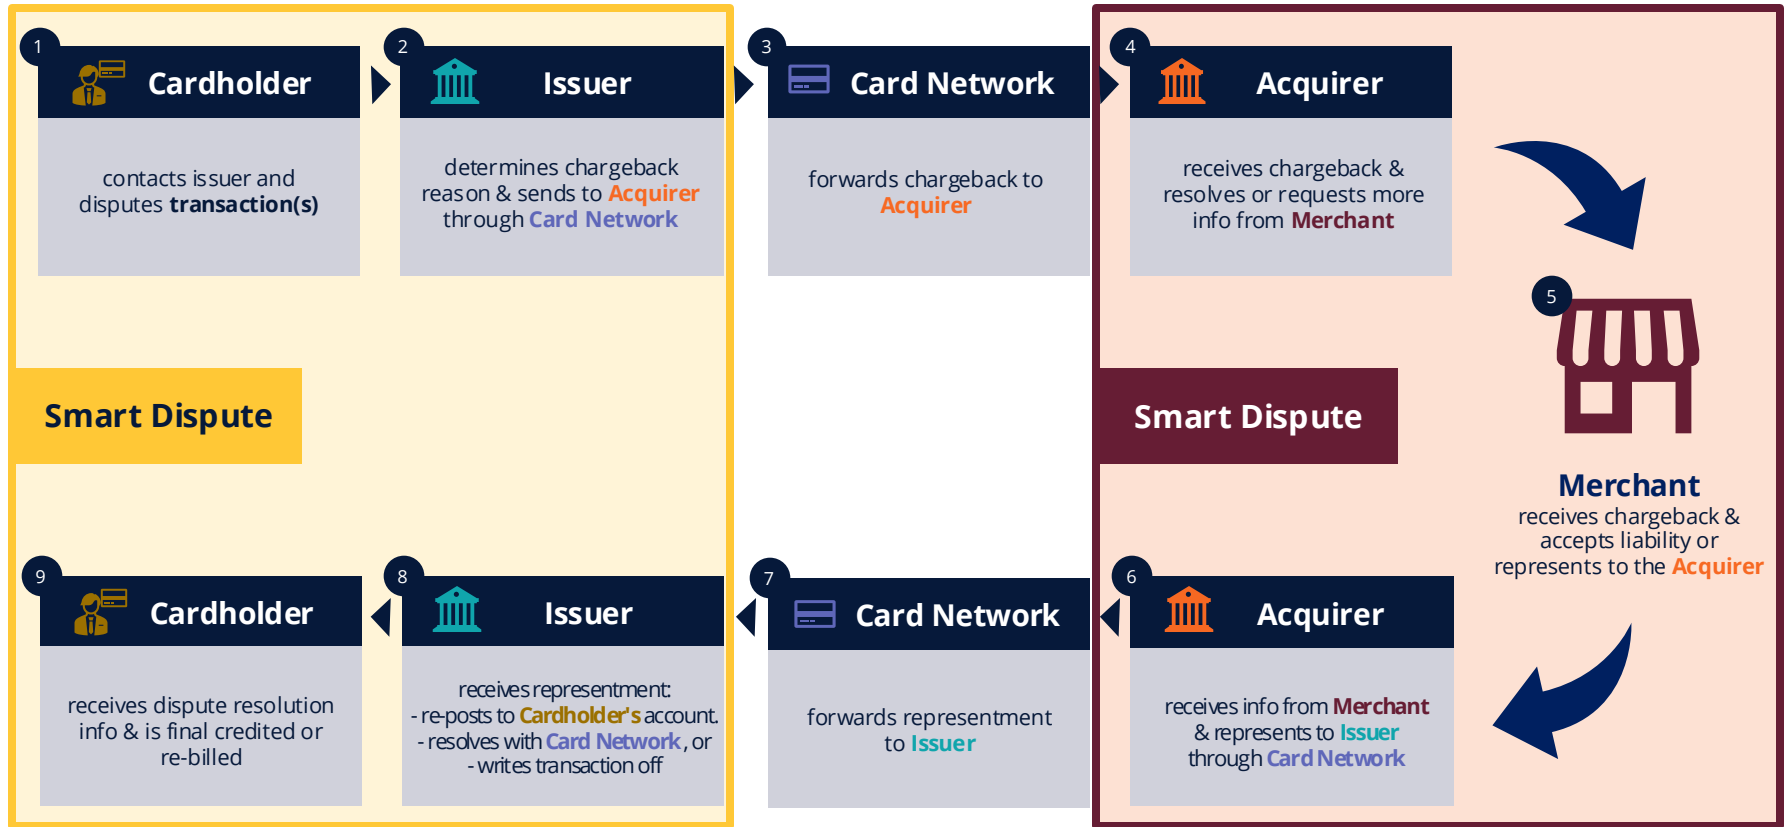 1
Cardholder
contacts issuer and
disputes transaction(s)
2
Issuer
determines chargeback
reason & sends to Acquirer
through Card Network
3
Card Network
forwards chargeback to
Acquirer
4
Acquirer
receives chargeback &
resolves or requests more
info from Merchant
5
Merchant
receives chargeback &
accepts liability or
represents to the Acquirer
Smart Dispute
Smart Dispute
6
Acquirer
receives info from Merchant
& represents to Issuer
through Card Network
7
Card Network
forwards representment
to Issuer
8
Issuer
receives representment:
- re-posts to Cardholder's account.
- resolves with Card Network, or
- writes transaction off
9
Cardholder
receives dispute resolution
info & is final credited or
re-billed